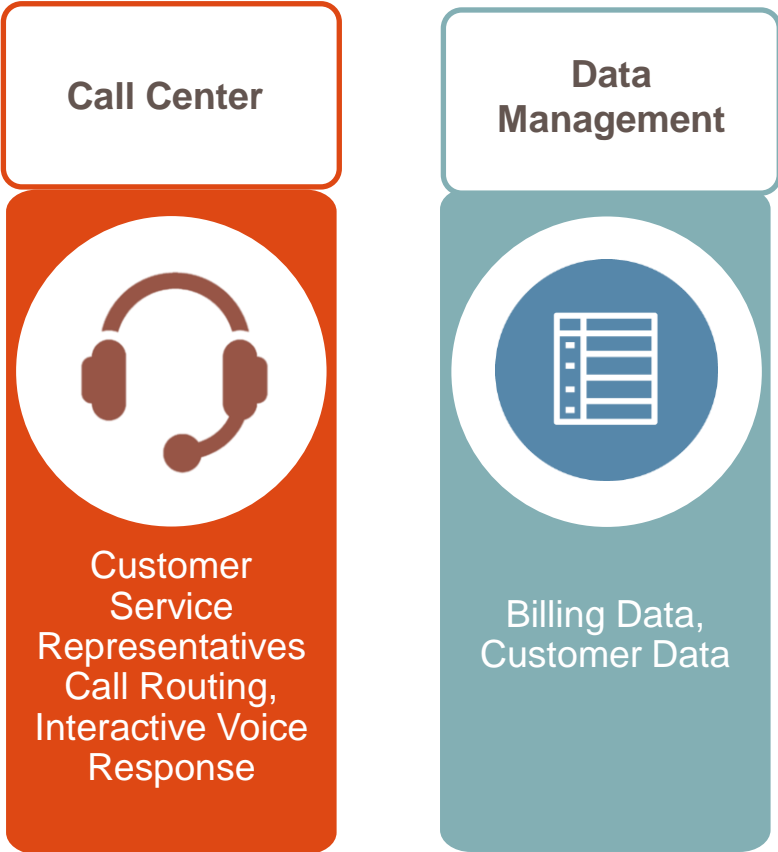 Call Center
Customer
Service
Representatives
Call Routing,
Interactive Voice
Response
Data
Management
Billing Data,
Customer Data